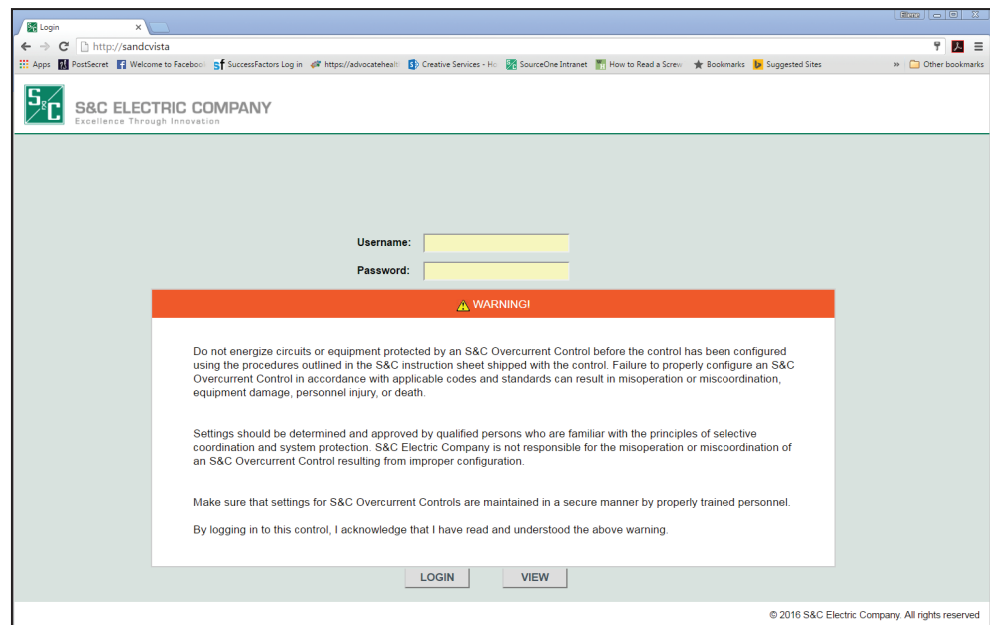 Login
Elaine
http://sandcvista
Apps PostSecret Welcome to Facebook SuccessFactors Log in https://advocatehealt Creative Services - Ho SourceOne Intranet How to Read a Screw Bookmarks Suggested Sites » Other bookmarks
S&C
S&C ELECTRIC COMPANY
Excellence Through Innovation
Username:
Password:
WARNING!
Do not energize circuits or equipment protected by an S&C Overcurrent Control before the control has been configured
using the procedures outlined in the S&C instruction sheet shipped with the control. Failure to properly configure an S&C
Overcurrent Control in accordance with applicable codes and standards can result in misoperation or miscoordination,
equipment damage, personnel injury, or death.
Settings should be determined and approved by qualified persons who are familiar with the principles of selective
coordination and system protection. S&C Electric Company is not responsible for the misoperation or miscoordination of
an S&C Overcurrent Control resulting from improper configuration.
Make sure that settings for S&C Overcurrent Controls are maintained in a secure manner by properly trained personnel.
By logging in to this control, I acknowledge that I have read and understood the above warning.
LOGIN VIEW
© 2016 S&C Electric Company. All rights reserved